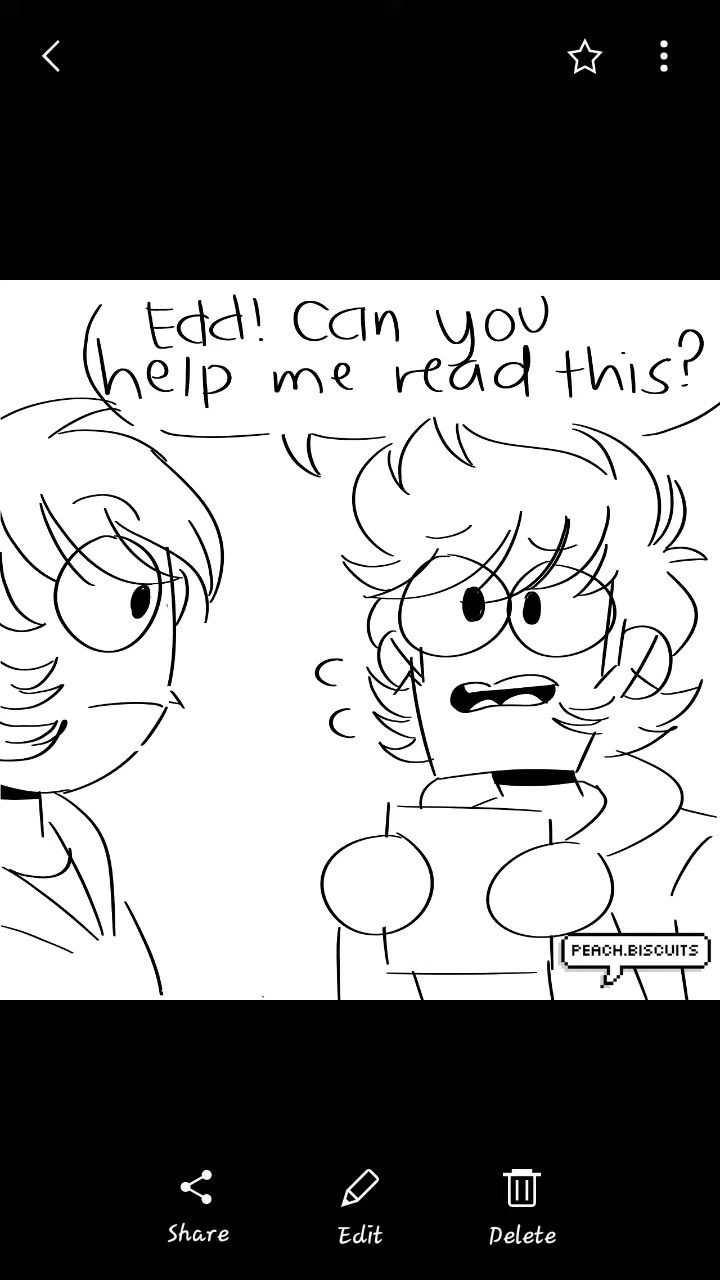 Edd! Can you
help me read this?
PEACH.BISCUITS
Share
Edit
Delete